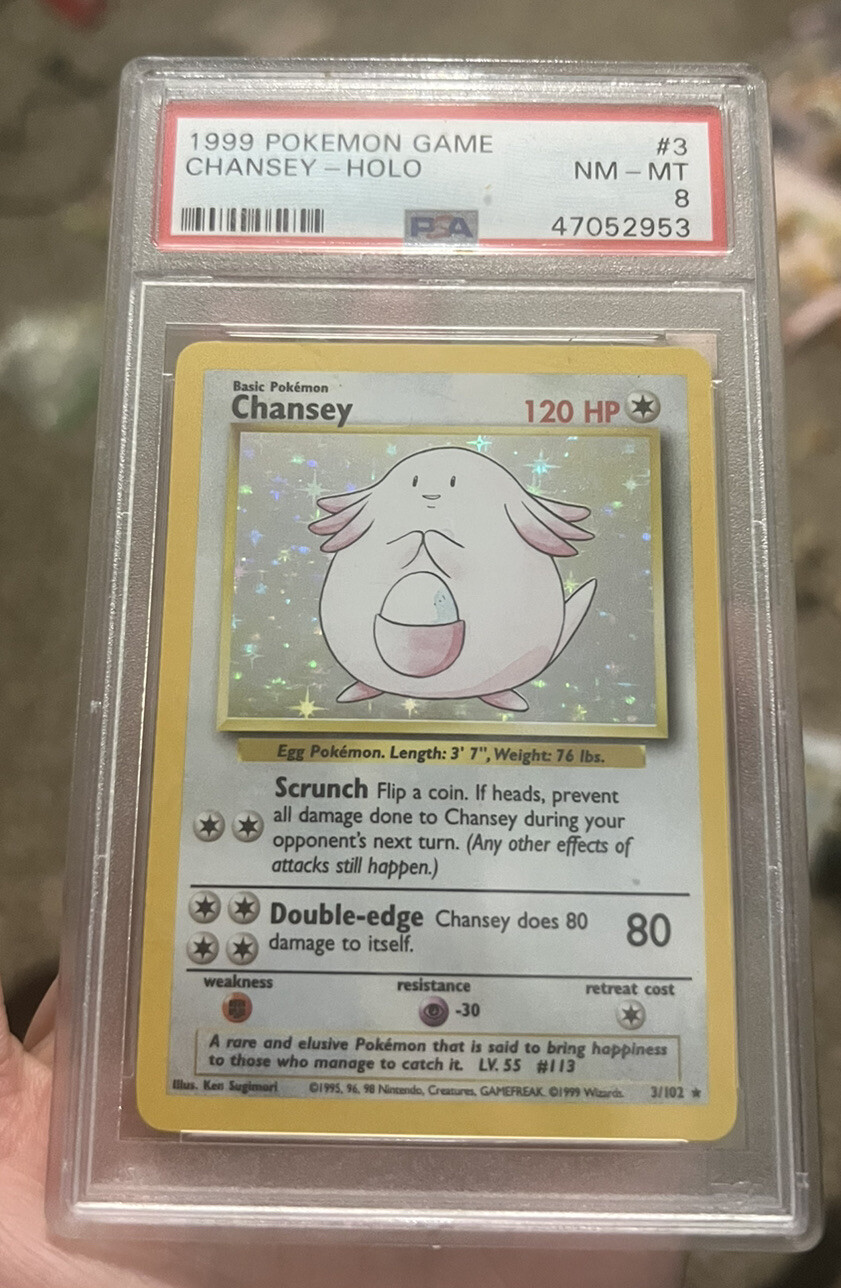 1999 POKEMON GAME #3
CHANSEY – HOLO NM – MT
8
PSA 47052953
Basic Pokémon
Chansey 120 HP
Egg Pokémon. Length: 3' 7", Weight: 76 lbs.
Scrunch Flip a coin. If heads, prevent
all damage done to Chansey during your
opponent's next turn. (Any other effects of
attacks still happen.)
Double-edge Chansey does 80 80
damage to itself.
weakness resistance retreat cost
-30
A rare and elusive Pokémon that is said to bring happiness
to those who manage to catch it. LV. 55 #113
Illus. Ken Sugimori ©1995, 96, 98 Nintendo, Creatures, GAMEFREAK. ©1999 Wizards. 3/102 ★